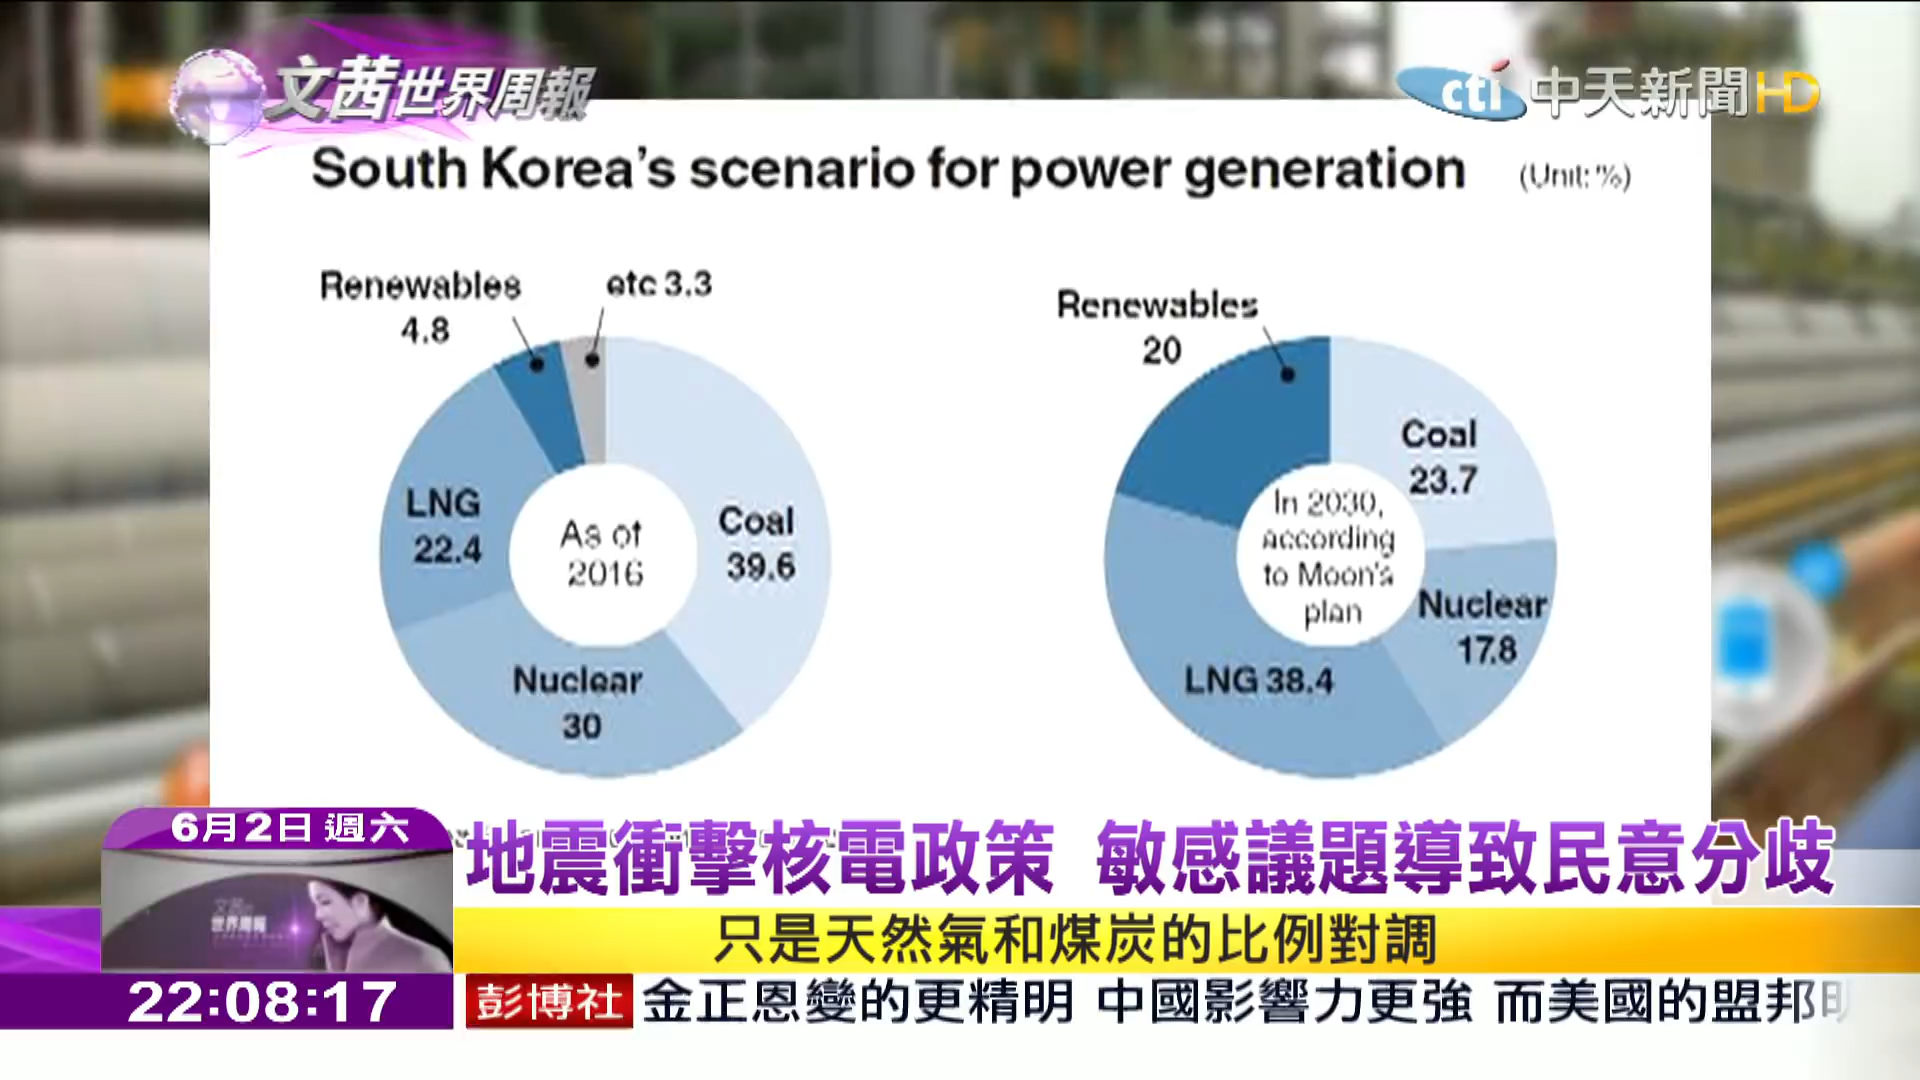 文茜世界周報
cti 中天新聞HD
South Korea's scenario for power generation (Unit: %)
Renewables
4.8
etc 3.3
LNG
22.4
As of
2016
Coal
39.6
Nuclear
30
Renewables
20
Coal
23.7
In 2030,
according
to Moon's
plan
Nuclear
17.8
LNG 38.4
6月2日 週六
地震衝擊核電政策 敏感議題導致民意分歧
世界周報
只是天然氣和煤炭的比例對調
22:08:17
彭博社 金正恩變的更精明 中國影響力更強 而美國的盟邦